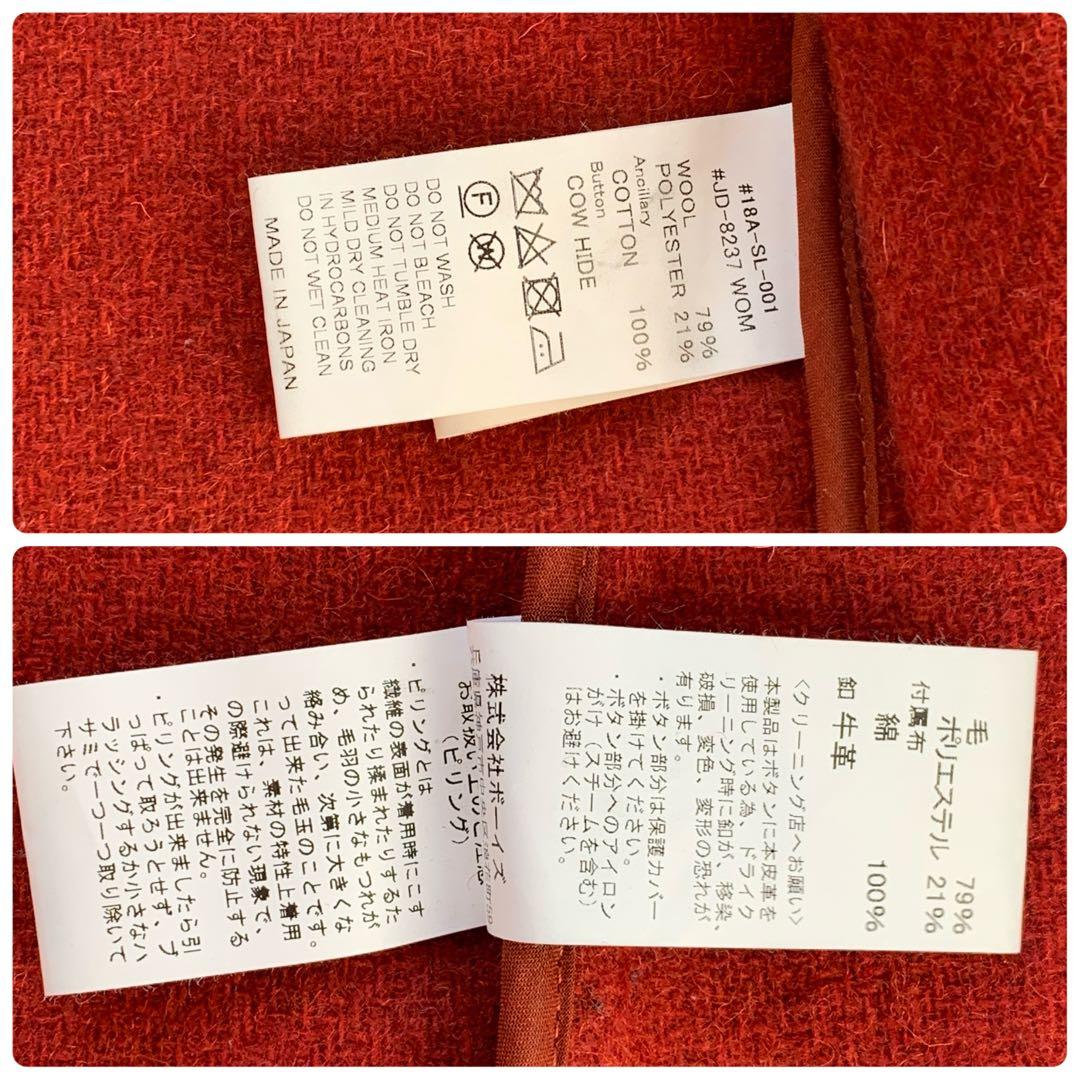 #18A-SL-001
#JD-8237 WOM
WOOL 79%
POLYESTER 21%
Ancillary
COTTON 100%
Button
COW HIDE
F
W
DO NOT WASH
DO NOT BLEACH
DO NOT TUMBLE DRY
MEDIUM HEAT IRON
MILD DRY CLEANING
IN HYDROCARBONS
DO NOT WET CLEAN
MADE IN JAPAN
毛 79%
ポリエステル 21%
付属布
綿 100%
釦 牛革
〈クリーニング店へお願い〉
本製品はボタンに本皮革を
使用している為、ドライク
リーニング時に釦が、移染、
破損、変色、変形の恐れが
有ります。
・ボタン部分は保護カバー
を掛けてください。
・ボタン部分へのアイロン
がけ(スチームを含む)
はお避けください。
株式会社ボーイズ
お取扱い上のご注意
(ピリング)
・ピリングとは
繊維の表面が着用時にこす
られたり揉まれたりするた
め、毛羽の小さなもつれが
絡み合い、次第に大きくな
って出来た毛玉のことです。
これは、素材の特性上着用
の際避けられない現象で、
その発生を完全に防止する
ことは出来ません。
・ピリングが出来ましたら引
っぱって取ろうとせず、ブ
ラッシングするか小さなハ
サミで一つ一つ取り除いて
下さい。